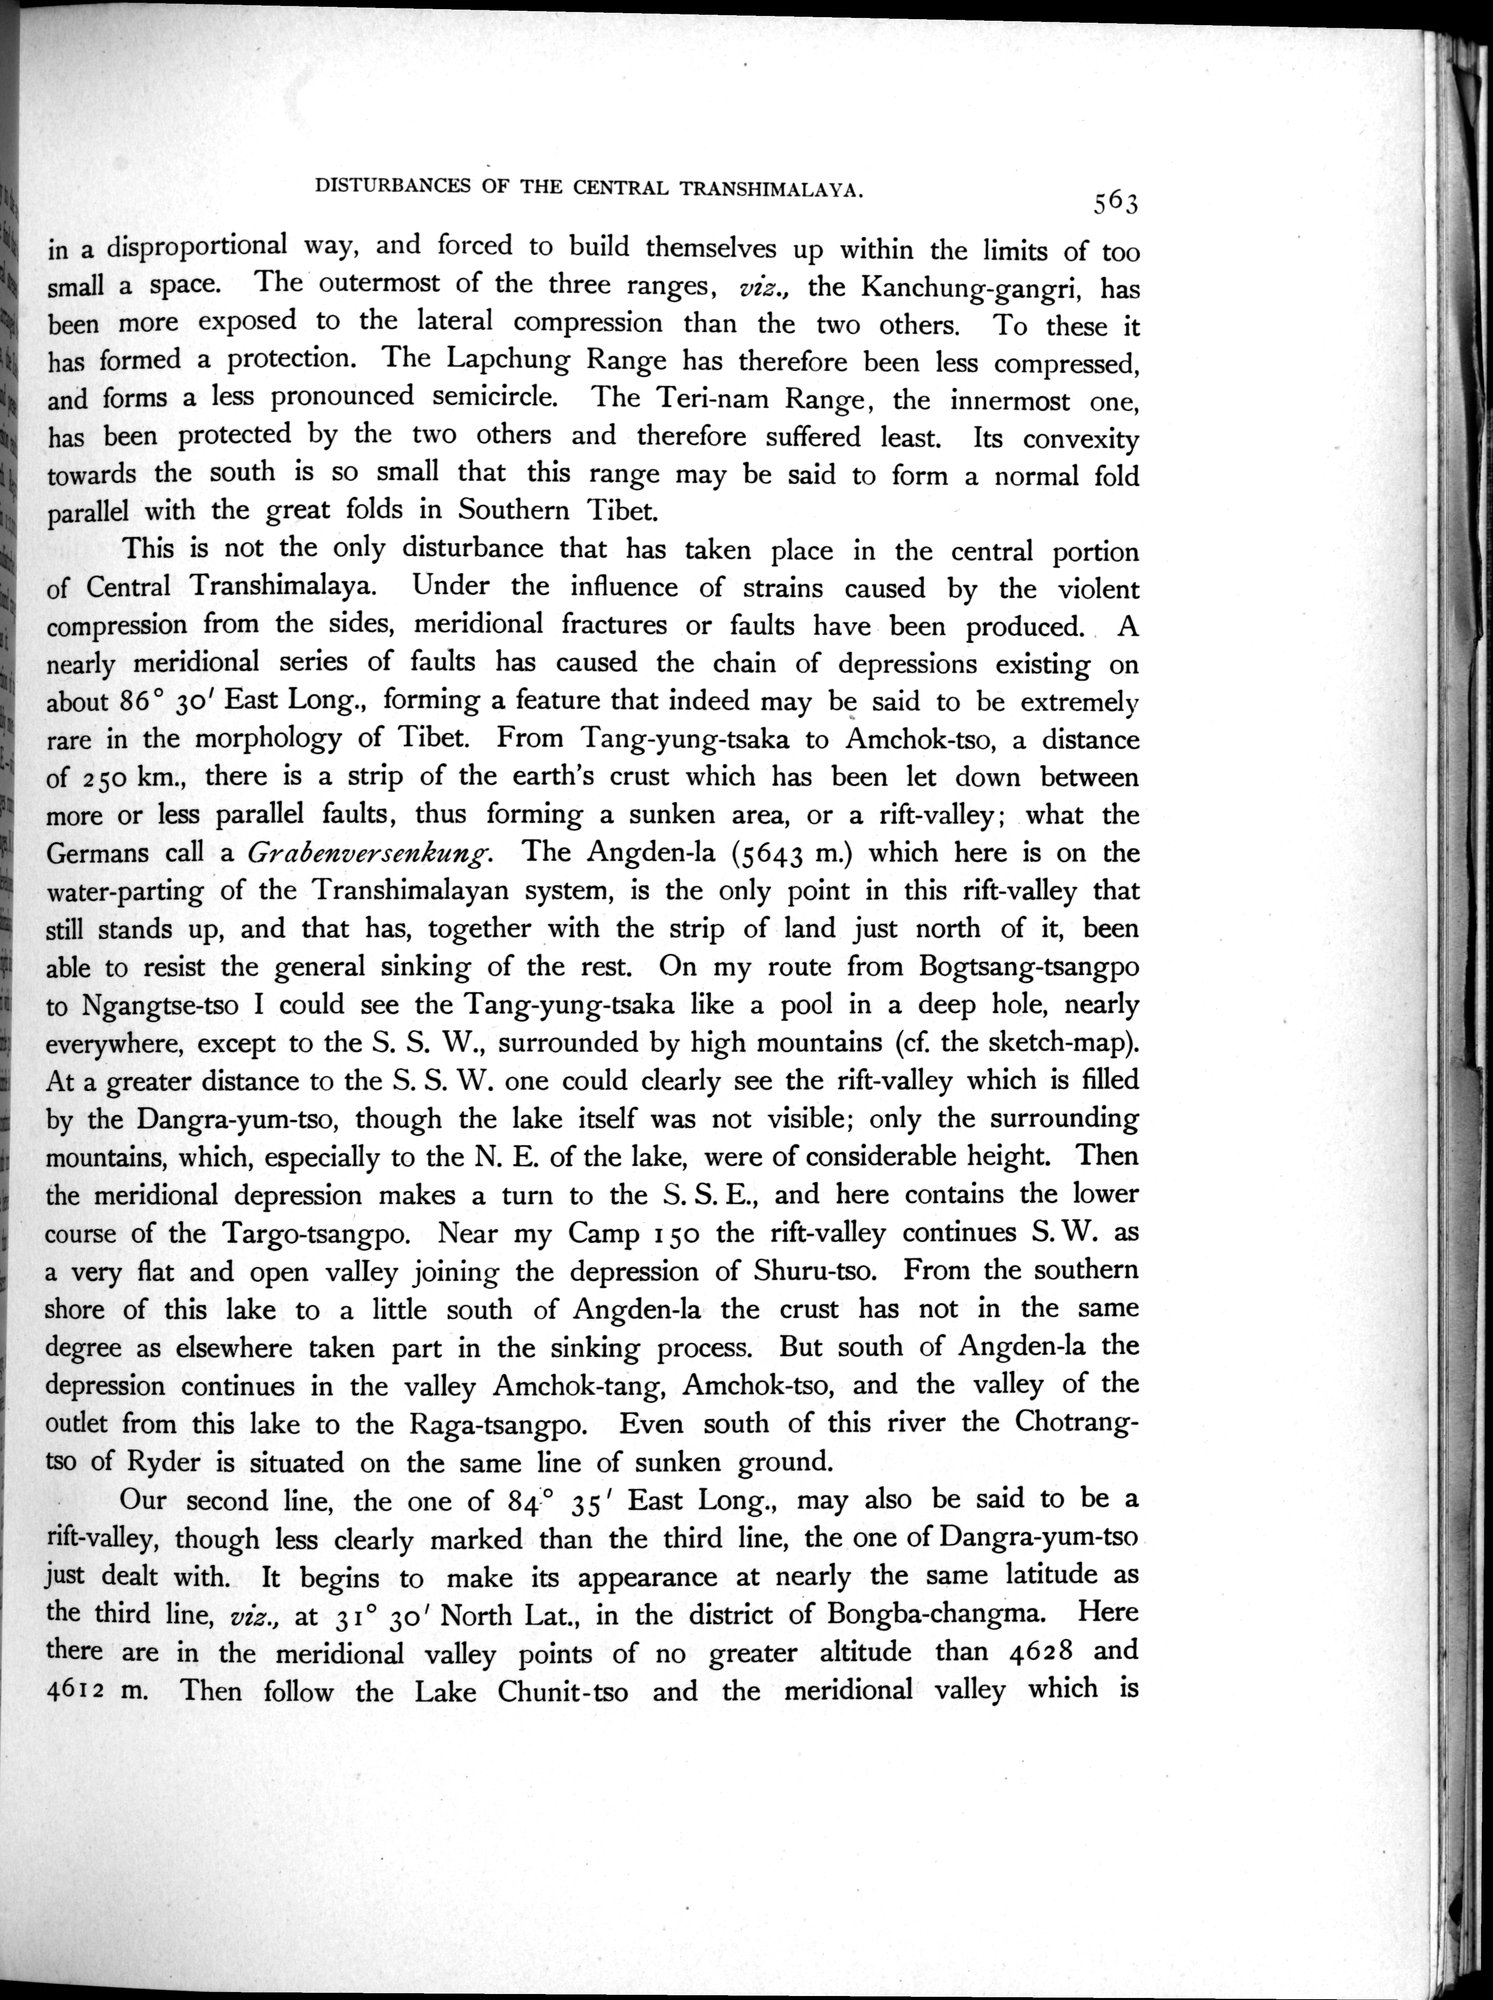 DISTURBANCES OF THE CENTRAL TRANSHIMALAYA.
563
in a disproportional way, and forced to build themselves up within the limits of too
small a space. The outermost of the three ranges, viz., the Kanchung-gangri, has
been more exposed to the lateral compression than the two others. To these it
has formed a protection. The Lapchung Range has therefore been less compressed,
and forms a less pronounced semicircle. The Teri-nam Range, the innermost one,
has been protected by the two others and therefore suffered least. Its convexity
towards the south is so small that this range may be said to form a normal fold
parallel with the great folds in Southern Tibet.
This is not the only disturbance that has taken place in the central portion
of Central Transhimalaya. Under the influence of strains caused by the violent
compression from the sides, meridional fractures or faults have been produced. A
nearly meridional series of faults has caused the chain of depressions existing on
about 86° 30′ East Long., forming a feature that indeed may be said to be extremely
rare in the morphology of Tibet. From Tang-yung-tsaka to Amchok-tso, a distance
of 250 km., there is a strip of the earth's crust which has been let down between
more or less parallel faults, thus forming a sunken area, or a rift-valley; what the
Germans call a Grabenversenkung. The Angden-la (5643 m.) which here is on the
water-parting of the Transhimalayan system, is the only point in this rift-valley that
still stands up, and that has, together with the strip of land just north of it, been
able to resist the general sinking of the rest. On my route from Bogtsang-tsangpo
to Ngangtse-tso I could see the Tang-yung-tsaka like a pool in a deep hole, nearly
everywhere, except to the S. S. W., surrounded by high mountains (cf. the sketch-map).
At a greater distance to the S. S. W. one could clearly see the rift-valley which is filled
by the Dangra-yum-tso, though the lake itself was not visible; only the surrounding
mountains, which, especially to the N. E. of the lake, were of considerable height. Then
the meridional depression makes a turn to the S. S. E., and here contains the lower
course of the Targo-tsangpo. Near my Camp 150 the rift-valley continues S. W. as
a very flat and open valley joining the depression of Shuru-tso. From the southern
shore of this lake to a little south of Angden-la the crust has not in the same
degree as elsewhere taken part in the sinking process. But south of Angden-la the
depression continues in the valley Amchok-tang, Amchok-tso, and the valley of the
outlet from this lake to the Raga-tsangpo. Even south of this river the Chotrang-
tso of Ryder is situated on the same line of sunken ground.
Our second line, the one of 84° 35′ East Long., may also be said to be a
rift-valley, though less clearly marked than the third line, the one of Dangra-yum-tso
just dealt with. It begins to make its appearance at nearly the same latitude as
the third line, viz., at 31° 30′ North Lat., in the district of Bongba-changma. Here
there are in the meridional valley points of no greater altitude than 4628 and
4612 m. Then follow the Lake Chunit-tso and the meridional valley which is